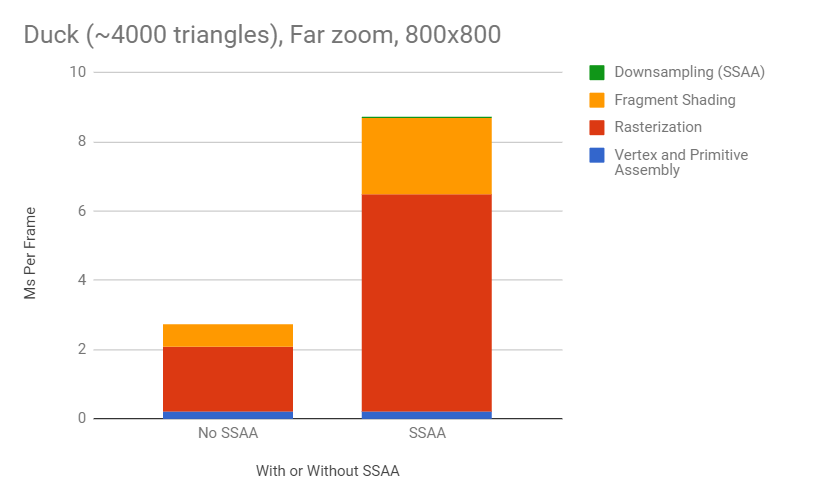 Duck (~4000 triangles), Far zoom, 800x800
10
8
6
4
2
0
Ms Per Frame
No SSAA
SSAA
With or Without SSAA
Downsampling (SSAA)
Fragment Shading
Rasterization
Vertex and Primitive
Assembly